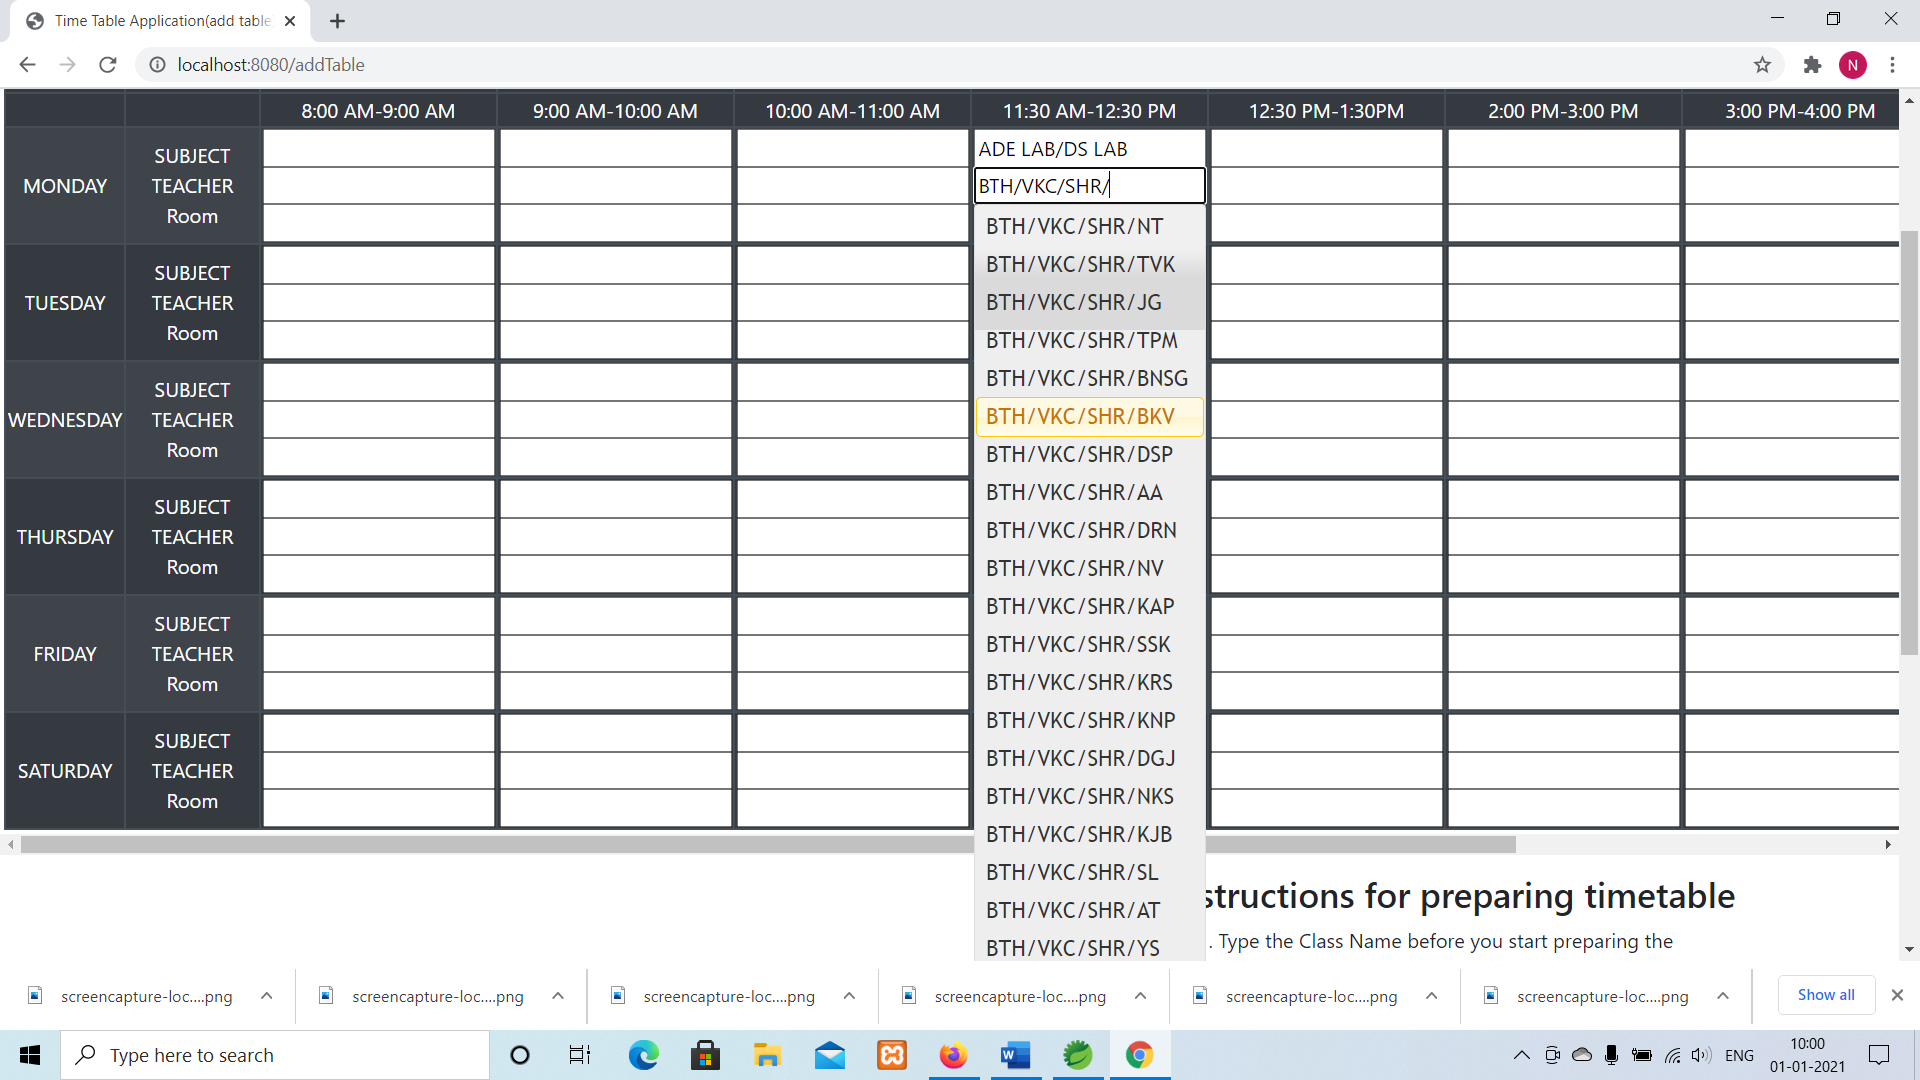 Time Table Application(add table
localhost:8080/addTable
N
8:00 AM-9:00 AM 9:00 AM-10:00 AM 10:00 AM-11:00 AM 11:30 AM-12:30 PM 12:30 PM-1:30PM 2:00 PM-3:00 PM 3:00 PM-4:00 PM
MONDAY
SUBJECT
TEACHER
Room
ADE LAB/DS LAB
BTH/VKC/SHR/
BTH/VKC/SHR/NT
BTH/VKC/SHR/TVK
BTH/VKC/SHR/JG
BTH/VKC/SHR/TPM
BTH/VKC/SHR/BNSG
BTH/VKC/SHR/BKV
BTH/VKC/SHR/DSP
BTH/VKC/SHR/AA
BTH/VKC/SHR/DRN
BTH/VKC/SHR/NV
BTH/VKC/SHR/KAP
BTH/VKC/SHR/SSK
BTH/VKC/SHR/KRS
BTH/VKC/SHR/KNP
BTH/VKC/SHR/DGJ
BTH/VKC/SHR/NKS
BTH/VKC/SHR/KJB
BTH/VKC/SHR/SL
BTH/VKC/SHR/AT
BTH/VKC/SHR/YS
TUESDAY
SUBJECT
TEACHER
Room
WEDNESDAY
SUBJECT
TEACHER
Room
THURSDAY
SUBJECT
TEACHER
Room
FRIDAY
SUBJECT
TEACHER
Room
SATURDAY
SUBJECT
TEACHER
Room
structions for preparing timetable
. Type the Class Name before you start preparing the
screencapture-loc....png screencapture-loc....png screencapture-loc....png screencapture-loc....png screencapture-loc....png screencapture-loc....png Show all
Type here to search
W
ENG
10:00
01-01-2021